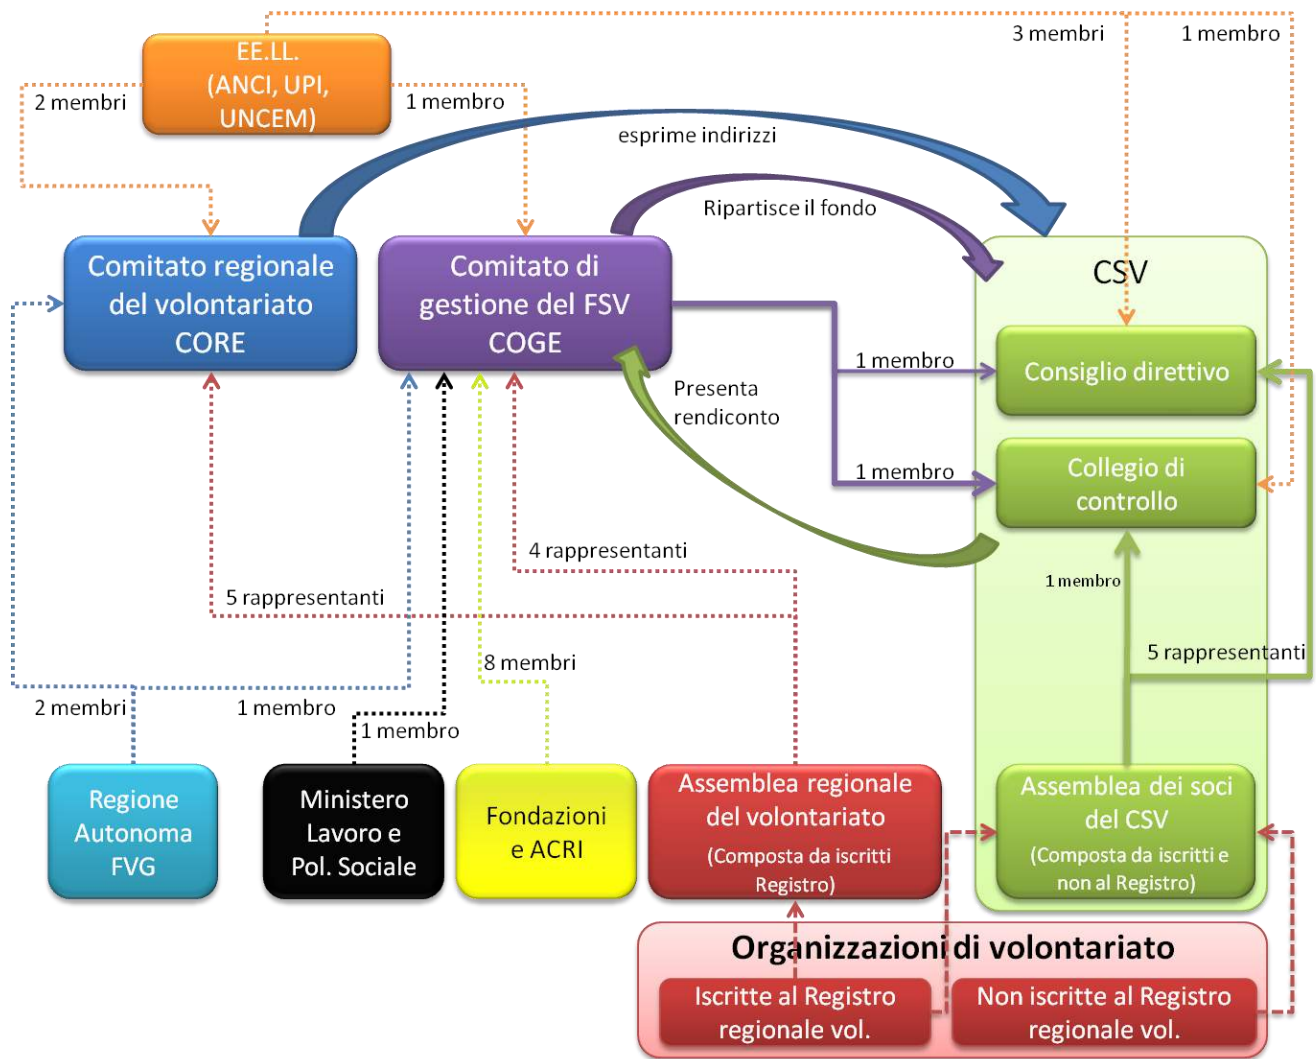 3 membri
1 membro
EE.LL.
(ANCI, UPI,
UNCEM)
2 membri
1 membro
esprime indirizzi
Ripartisce il fondo
Comitato regionale
del volontariato
CORE
Comitato di
gestione del FSV
COGE
CSV
1 membro
Consiglio direttivo
Presenta
rendiconto
1 membro
Collegio di
controllo
4 rappresentanti
1 membro
5 rappresentanti
5 rappresentanti
8 membri
2 membri
1 membro
1 membro
Regione
Autonoma
FVG
Ministero
Lavoro e
Pol. Sociale
Fondazioni
e ACRI
Assemblea regionale
del volontariato
(Composta da iscritti
Registro)
Assemblea dei soci
del CSV
(Composta da iscritti e
non al Registro)
Organizzazioni di volontariato
Iscritte al Registro
regionale vol.
Non iscritte al Registro
regionale vol.